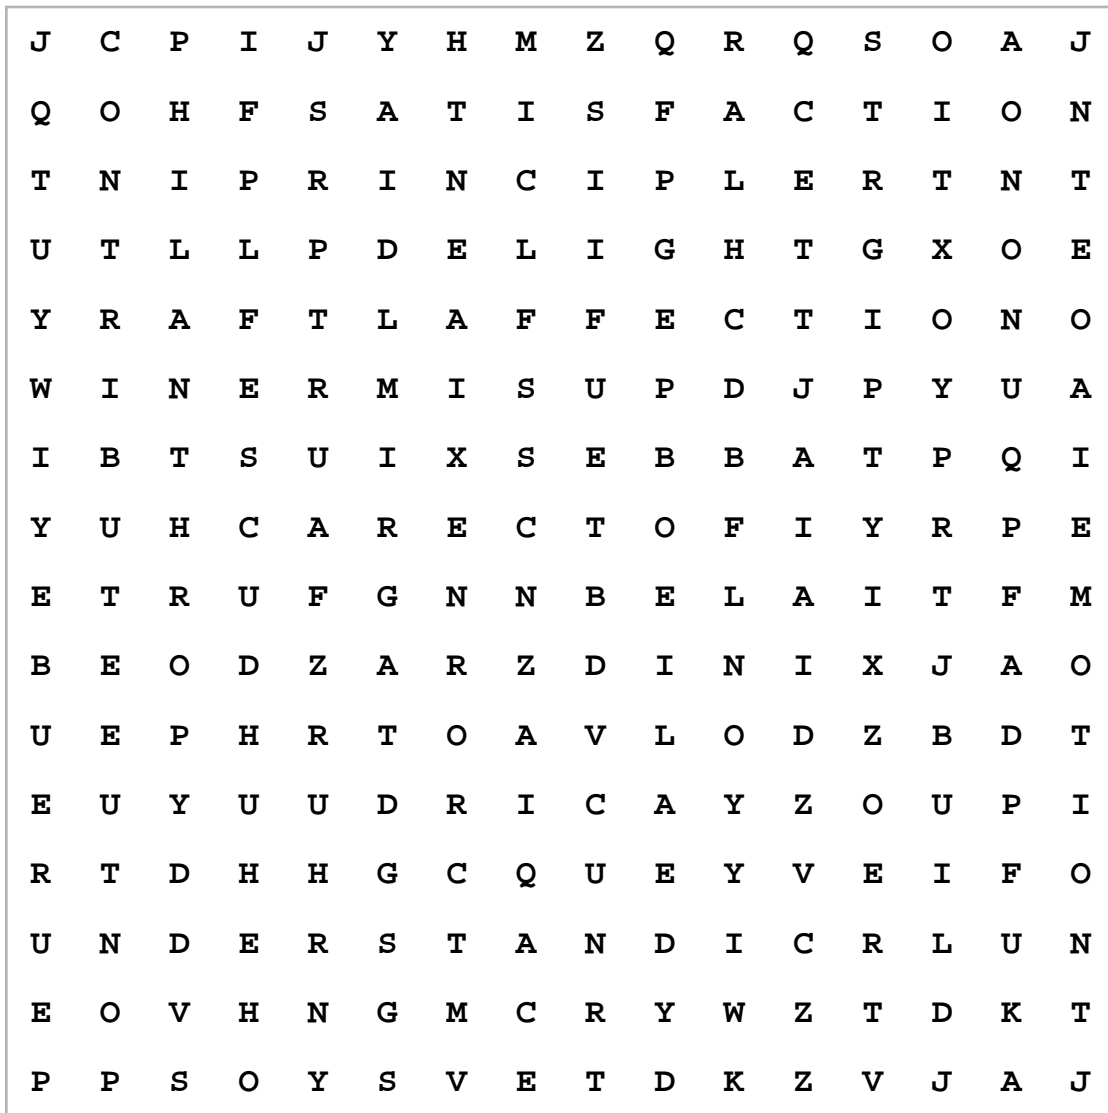 J C P I J Y H M Z Q R Q S O A J
Q O H F S A T I S F A C T I O N
T N I P R I N C I P L E R T N T
U T L L P D E L I G H T G X O E
Y R A F T L A F F E C T I O N O
W I N E R M I S U P D J P Y U A
I B T S U I X S E B B A T P Q I
Y U H C A R E C T O F I Y R P E
E T R U F G N N B E L A I T F M
B E O D Z A R Z D I N I X J A O
U E P H R T O A V L O D Z B D T
E U Y U U D R I C A Y Z O U P I
R T D H H G C Q U E Y V E I F O
U N D E R S T A N D I C R L U N
E O V H N G M C R Y W Z T D K T
P P S O Y S V E T D K Z V J A J